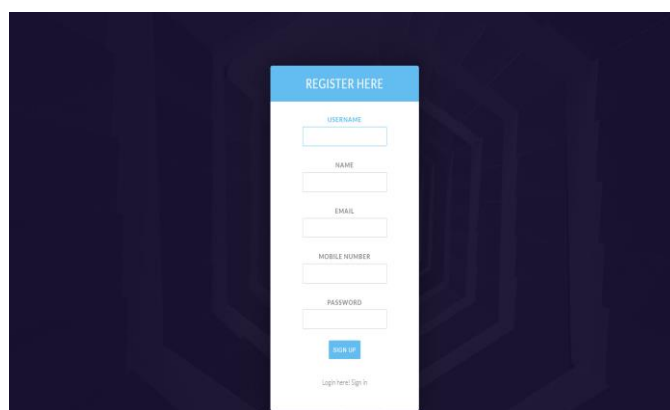 REGISTER HERE
USERNAME
NAME
EMAIL
MOBILE NUMBER
PASSWORD
SIGN UP
Login here! Sign in